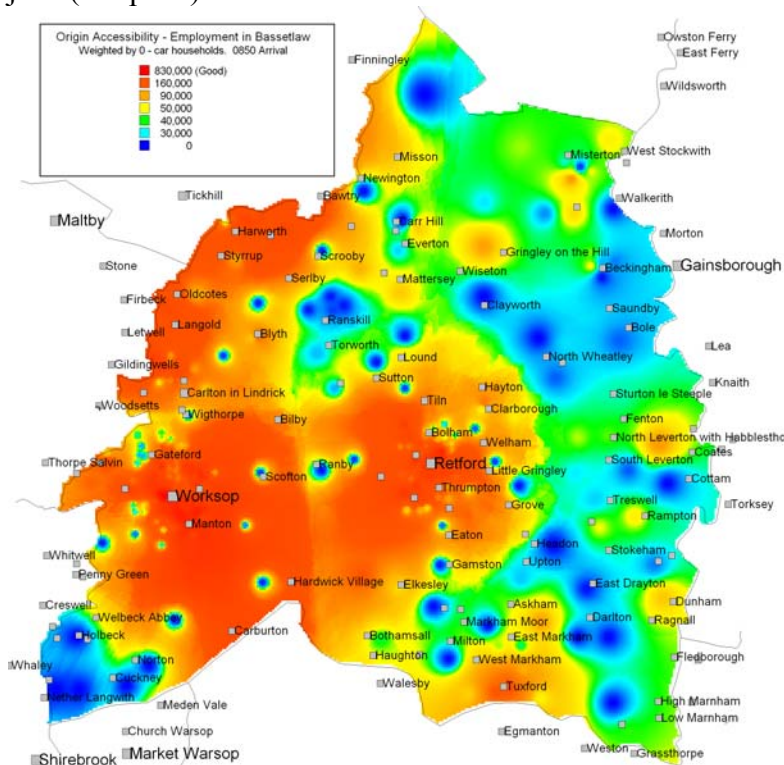 Origin Accessibility - Employment in Bassetlaw
Weighted by 0 - car households. 0850 Arrival
830,000 (Good)
160,000
90,000
50,000
40,000
30,000
0
Owston Ferry
East Ferry
Finningley
Wildsworth
Misson
Misterton
West Stockwith
Newington
Tickhill
Bawtry
Walkerith
Maltby
Carr Hill
Harworth
Morton
Everton
Styrrup
Scrooby
Gringley on the Hill
Stone
Wiseton
Beckingham
Gainsborough
Serlby
Mattersey
Firbeck
Oldcotes
Clayworth
Saundby
Ranskill
Letwell
Langold
Blyth
Bole
Torworth
Lea
Lound
North Wheatley
Gildingwells
Sutton
Knaith
Carlton in Lindrick
Hayton
Sturton le Steeple
Woodsetts
Tiln
Wigthorpe
Clarborough
Bilby
Fenton
Bolham
North Leverton with Habblestho
Welham
Gateford
Coates
Thorpe Salvin
Ranby
Retford
South Leverton
Scofton
Little Gringley
Cottam
Thrumpton
Worksop
Treswell
Torksey
Grove
Rampton
Manton
Eaton
Headon
Stokeham
Whitwell
Upton
Gamston
Penny Green
Hardwick Village
Elkesley
East Drayton
Creswell
Askham
Dunham
Welbeck Abbey
Markham Moor
Darlton
Ragnall
Carburton
Holbeck
Bothamsall
Milton
East Markham
Haughton
Fledborough
Whaley
Norton
West Markham
Cuckney
Walesby
Tuxford
Nether Langwith
Meden Vale
High Marnham
Low Marnham
Church Warsop
Egmanton
Shirebrook
Market Warsop
Weston
Grassthorpe